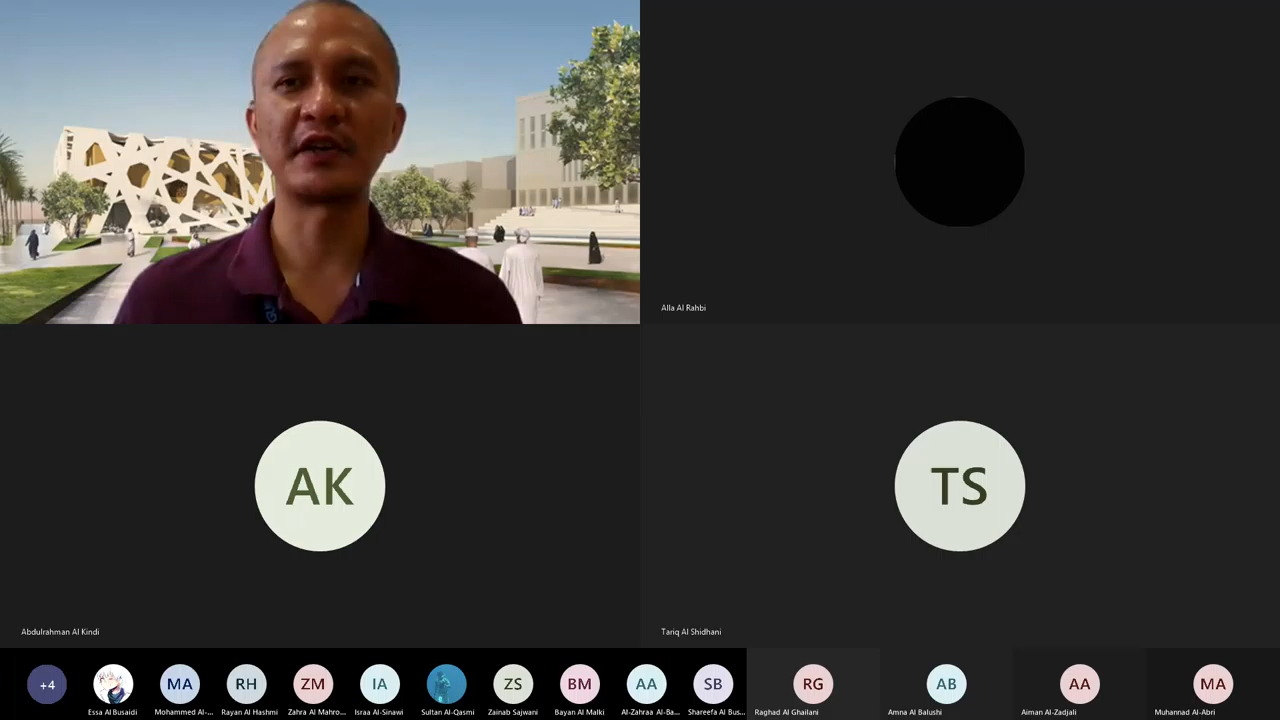 Alla Al Rahbi
AK
TS
Abdulrahman Al Kindi
Tariq Al Shidhani
+4
MA
RH
ZM
IA
ZS
BM
AA
SB
RG
AB
AA
MA
Essa Al Busaidi
Mohammed Al-...
Rayan Al Hashmi
Zahra Al Mahro...
Israa Al-Sinawi
Sultan Al-Qasmi
Zainab Sajwani
Bayan Al Malki
Al-Zahraa Al-Ba...
Shareefa Al Bus...
Raghad Al Ghailani
Amna Al Balushi
Aiman Al-Zadjali
Muhannad Al-Abri